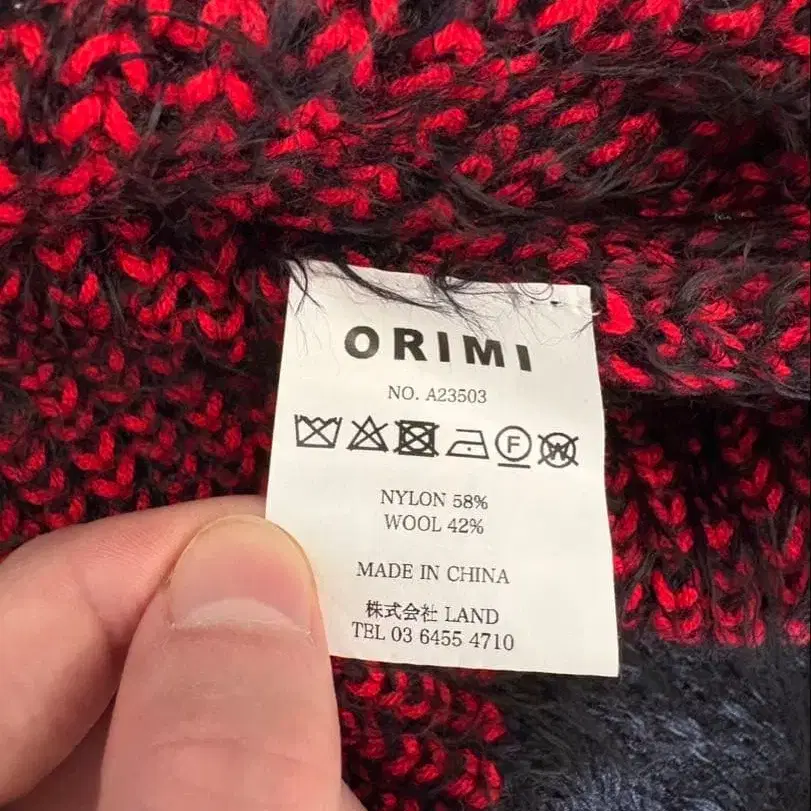 ORIMI
NO. A23503
F W
NYLON 58%
WOOL 42%
MADE IN CHINA
株式会社 LAND
TEL 03 6455 4710